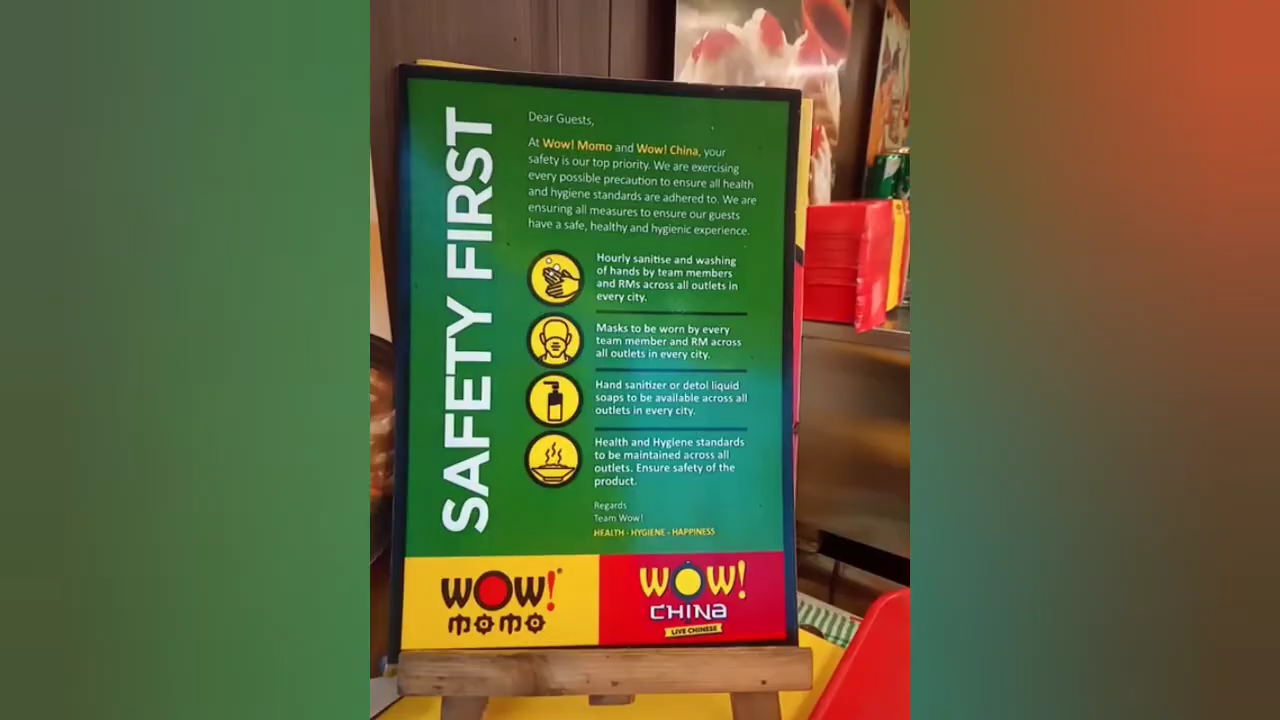 SAFETY FIRST
Dear Guests,
At Wow! Momo and Wow! China, your
safety is our top priority. We are exercising
every possible precaution to ensure all health
and hygiene standards are adhered to. We are
ensuring all measures to ensure our guests
have a safe, healthy and hygienic experience.
Hourly sanitise and washing
of hands by team members
and RMs across all outlets in
every city.
Masks to be worn by every
team member and RM across
all outlets in every city.
Hand sanitizer or detol liquid
soaps to be available across all
outlets in every city.
Health and Hygiene standards
to be maintained across all
outlets. Ensure safety of the
product.
Regards
Team Wow!
HEALTH - HYGIENE - HAPPINESS
WOW!®
MOMO
WOW!
CHINA
LIVE CHINESE